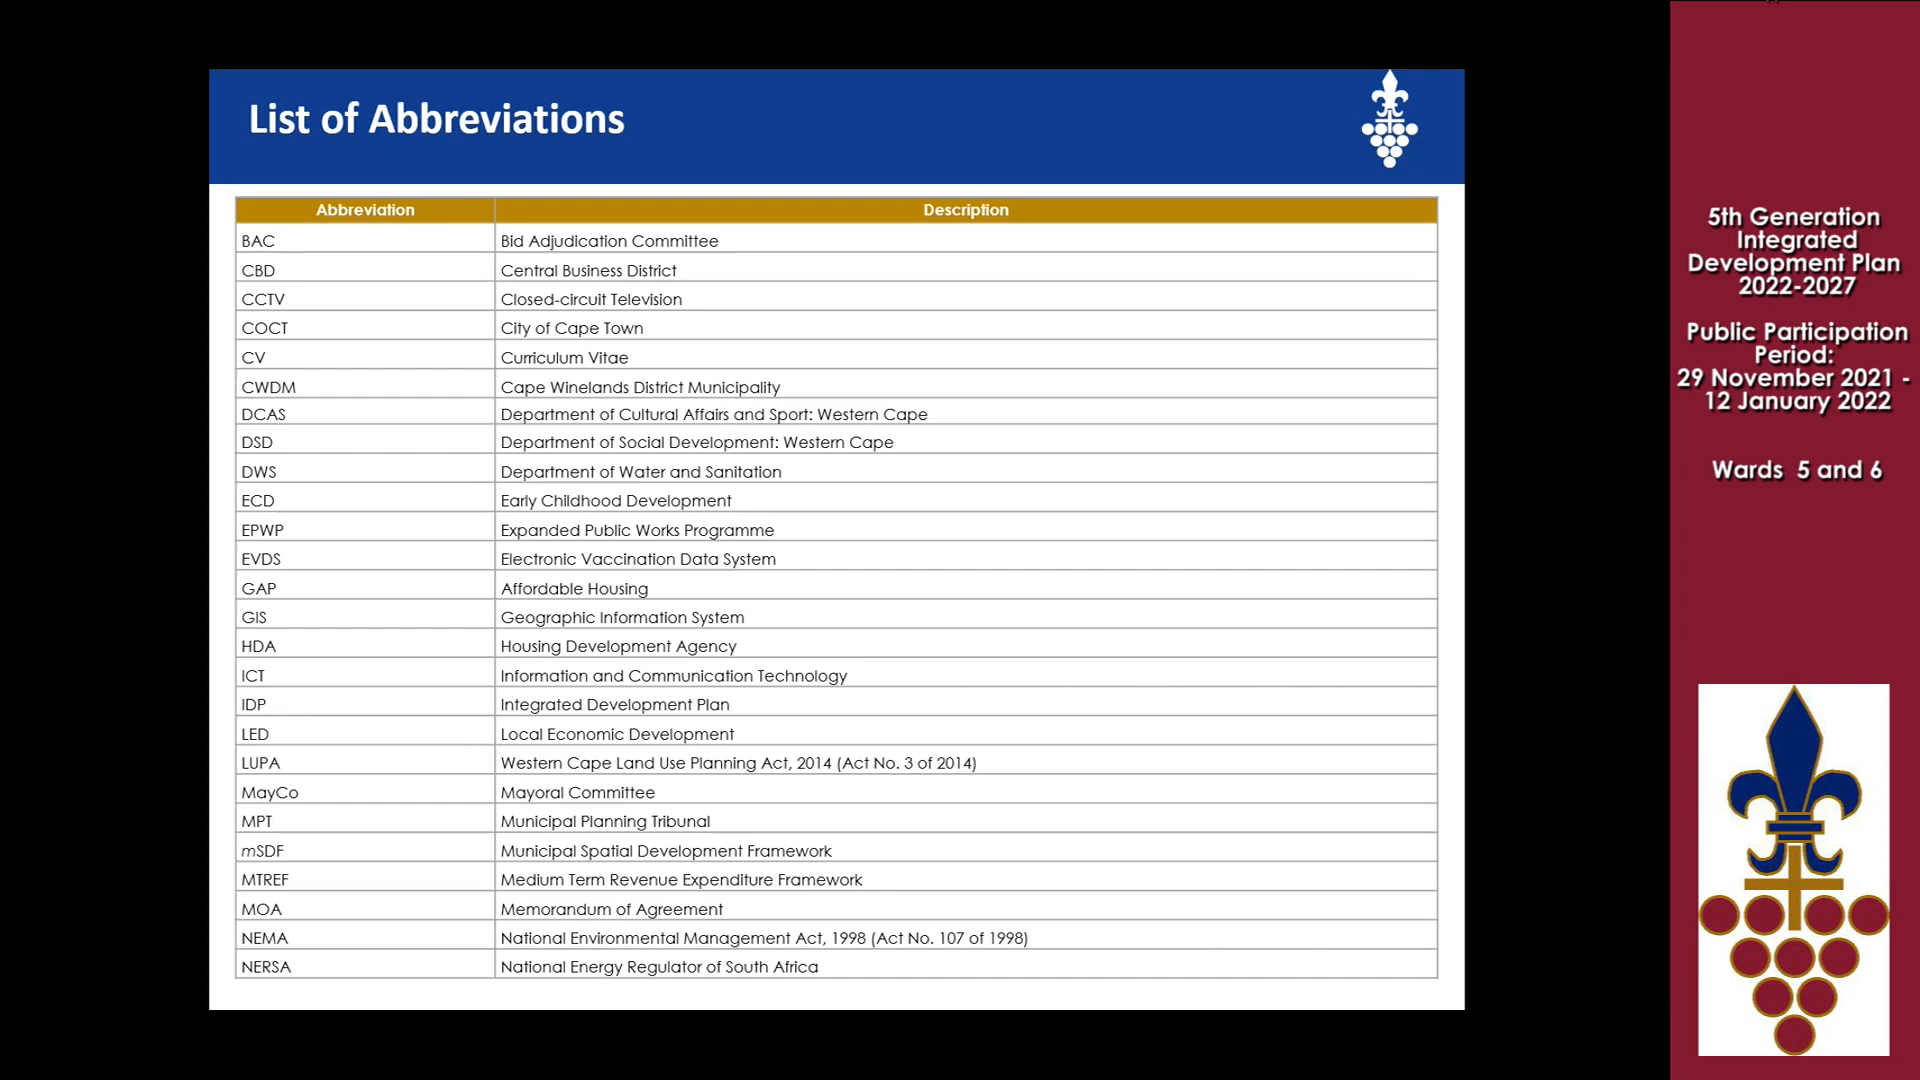 List of Abbreviations
Abbreviation Description
BAC Bid Adjudication Committee
CBD Central Business District
CCTV Closed-circuit Television
COCT City of Cape Town
CV Curriculum Vitae
CWDM Cape Winelands District Municipality
DCAS Department of Cultural Affairs and Sport: Western Cape
DSD Department of Social Development: Western Cape
DWS Department of Water and Sanitation
ECD Early Childhood Development
EPWP Expanded Public Works Programme
EVDS Electronic Vaccination Data System
GAP Affordable Housing
GIS Geographic Information System
HDA Housing Development Agency
ICT Information and Communication Technology
IDP Integrated Development Plan
LED Local Economic Development
LUPA Western Cape Land Use Planning Act, 2014 (Act No. 3 of 2014)
MayCo Mayoral Committee
MPT Municipal Planning Tribunal
mSDF Municipal Spatial Development Framework
MTREF Medium Term Revenue Expenditure Framework
MOA Memorandum of Agreement
NEMA National Environmental Management Act, 1998 (Act No. 107 of 1998)
NERSA National Energy Regulator of South Africa
5th Generation
Integrated
Development Plan
2022-2027
Public Participation
Period:
29 November 2021 -
12 January 2022
Wards 5 and 6